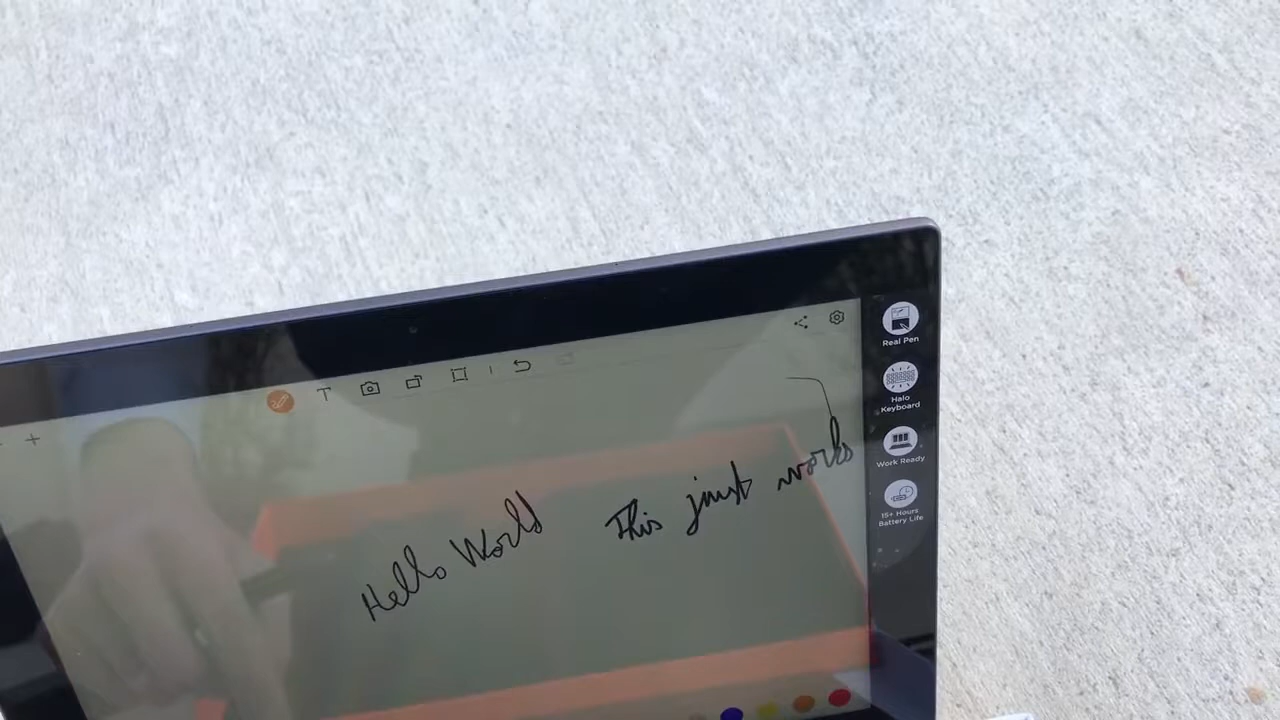 Hello World This just works
Real Pen
Halo
Keyboard
Work Ready
15+ Hours
Battery Life
T